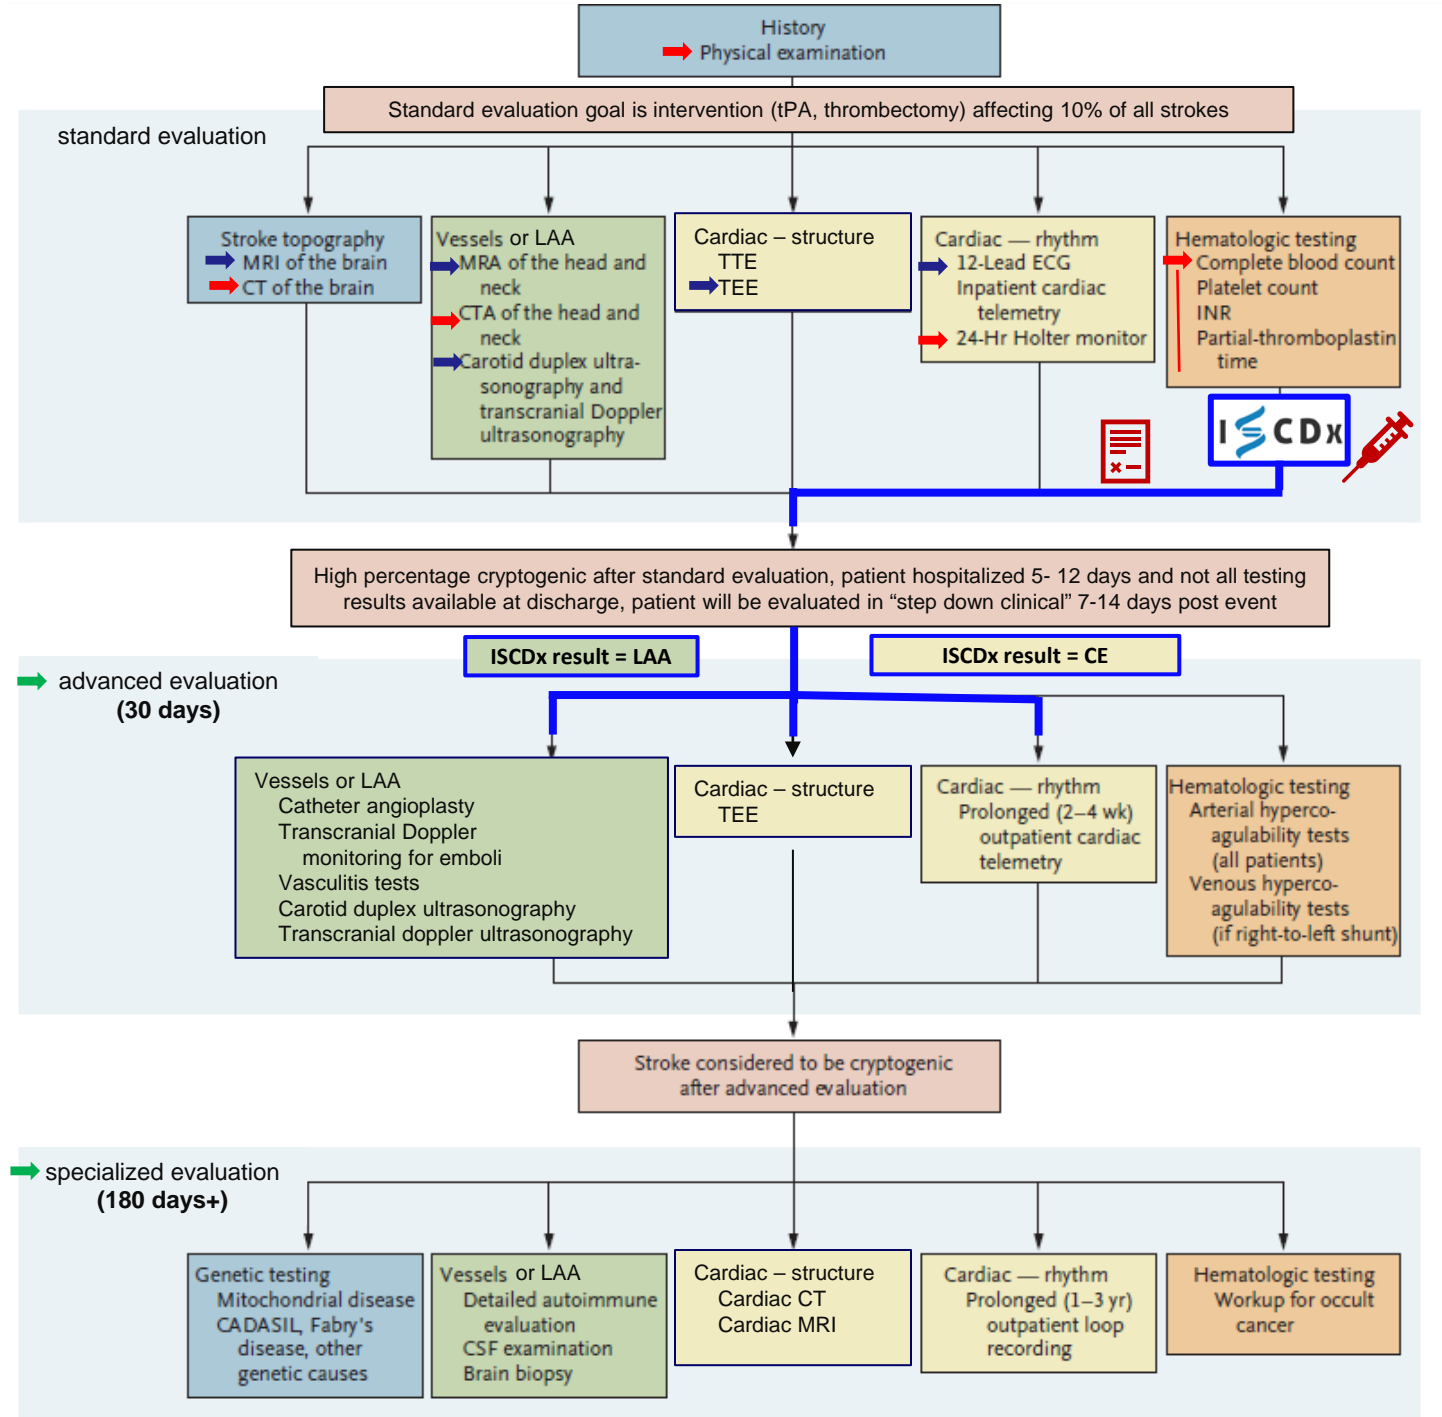 History
Physical examination
Standard evaluation goal is intervention (tPA, thrombectomy) affecting 10% of all strokes
standard evaluation
Stroke topography
MRI of the brain
CT of the brain
Vessels or LAA
MRA of the head and
neck
CTA of the head and
neck
Carotid duplex ultra-
sonography and
transcranial Doppler
ultrasonography
Cardiac – structure
TTE
TEE
Cardiac — rhythm
12-Lead ECG
Inpatient cardiac
telemetry
24-Hr Holter monitor
Hematologic testing
Complete blood count
Platelet count
INR
Partial-thromboplastin
time
ISCDx
High percentage cryptogenic after standard evaluation, patient hospitalized 5- 12 days and not all testing
results available at discharge, patient will be evaluated in “step down clinical” 7-14 days post event
ISCDx result = LAA
ISCDx result = CE
advanced evaluation
(30 days)
Vessels or LAA
Catheter angioplasty
Transcranial Doppler
monitoring for emboli
Vasculitis tests
Carotid duplex ultrasonography
Transcranial doppler ultrasonography
Cardiac – structure
TEE
Cardiac — rhythm
Prolonged (2–4 wk)
outpatient cardiac
telemetry
Hematologic testing
Arterial hyperco-
agulability tests
(all patients)
Venous hyperco-
agulability tests
(if right-to-left shunt)
Stroke considered to be cryptogenic
after advanced evaluation
specialized evaluation
(180 days+)
Genetic testing
Mitochondrial disease
CADASIL, Fabry's
disease, other
genetic causes
Vessels or LAA
Detailed autoimmune
evaluation
CSF examination
Brain biopsy
Cardiac – structure
Cardiac CT
Cardiac MRI
Cardiac — rhythm
Prolonged (1–3 yr)
outpatient loop
recording
Hematologic testing
Workup for occult
cancer